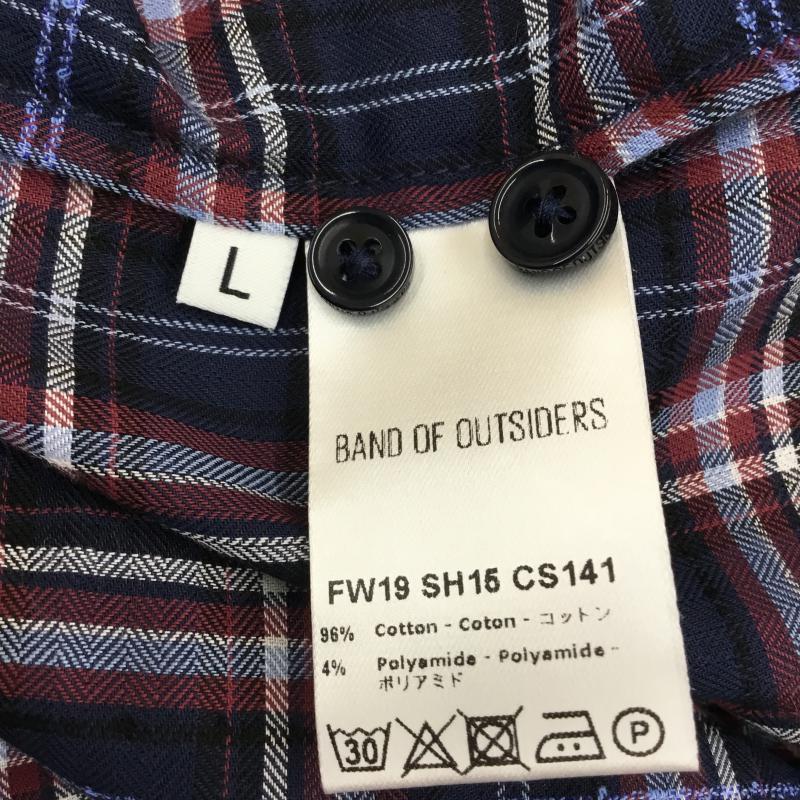 L
BAND OF OUTSIDERS
FW19 SH15 CS141
96% Cotton - Coton - コットン
4% Polyamide - Polyamide -
ポリアミド
30
P